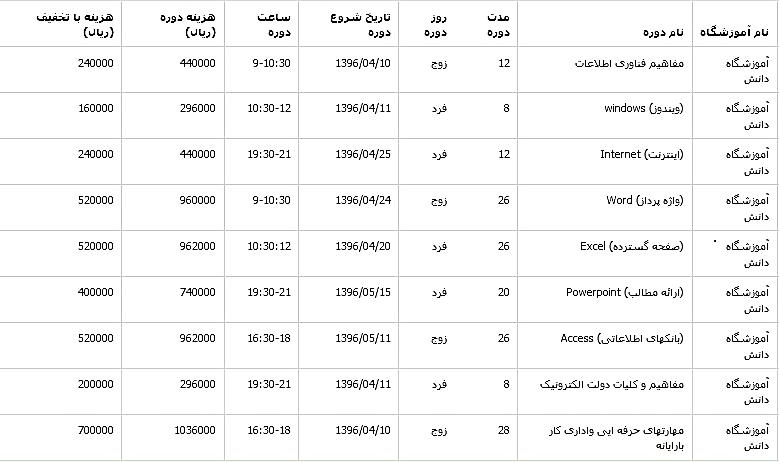 نام آموزشگاه | نام دوره | مدت دوره | روز دوره | تاریخ شروع دوره | ساعت دوره | هزینه دوره (ریال) | هزینه با تخفیف (ریال)
آموزشگاه دانش | مفاهیم فناوری اطلاعات | 12 | زوج | 1396/04/10 | 9-10:30 | 440000 | 240000
آموزشگاه دانش | (ویندوز) windows | 8 | فرد | 1396/04/11 | 10:30-12 | 296000 | 160000
آموزشگاه دانش | (اینترنت) Internet | 12 | فرد | 1396/04/25 | 19:30-21 | 440000 | 240000
آموزشگاه دانش | (واژه پرداز) Word | 26 | زوج | 1396/04/24 | 9-10:30 | 960000 | 520000
آموزشگاه دانش | (صفحه گسترده) Excel | 26 | فرد | 1396/04/20 | 10:30:12 | 962000 | 520000
آموزشگاه دانش | (ارائه مطالب) Powerpoint | 20 | فرد | 1396/05/15 | 19:30-21 | 740000 | 400000
آموزشگاه دانش | (بانکهای اطلاعاتی) Access | 26 | زوج | 1396/05/11 | 16:30-18 | 962000 | 520000
آموزشگاه دانش | مفاهیم و کلیات دولت الکترونیک | 8 | فرد | 1396/04/11 | 19:30-21 | 296000 | 200000
آموزشگاه دانش | مهارتهای حرفه ایی واداری کار بارایانه | 28 | زوج | 1396/04/10 | 16:30-18 | 1036000 | 700000